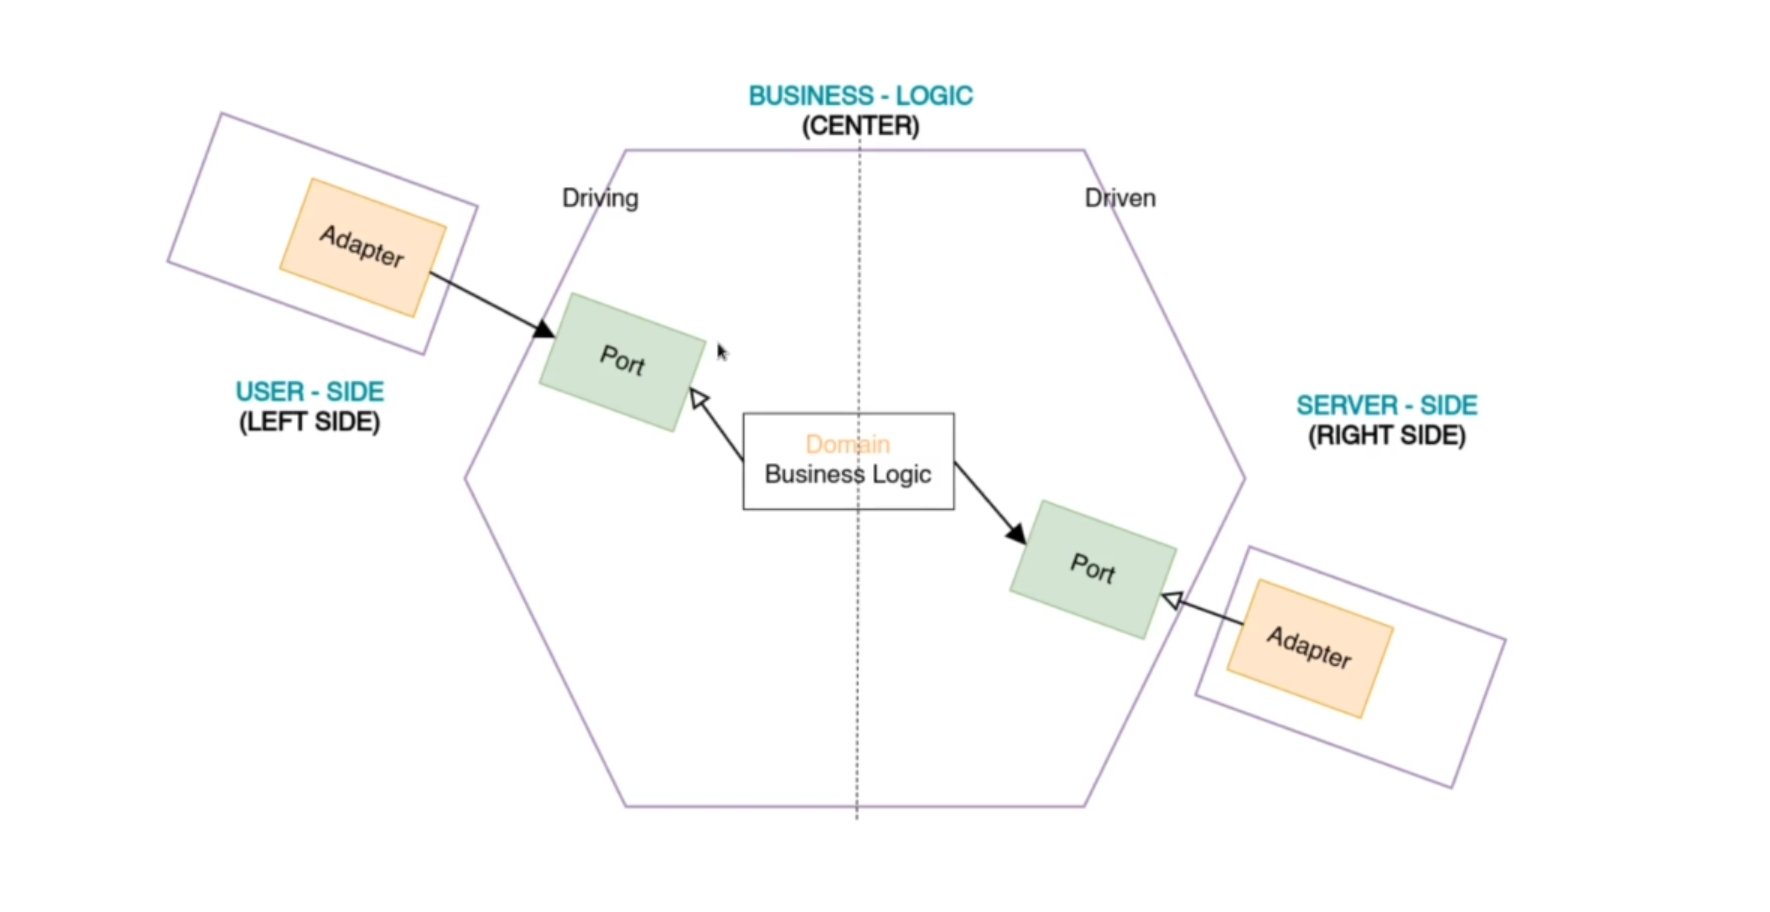 BUSINESS - LOGIC
(CENTER)
Driving
Driven
Adapter
Port
USER - SIDE
(LEFT SIDE)
Domain
Business Logic
SERVER - SIDE
(RIGHT SIDE)
Port
Adapter